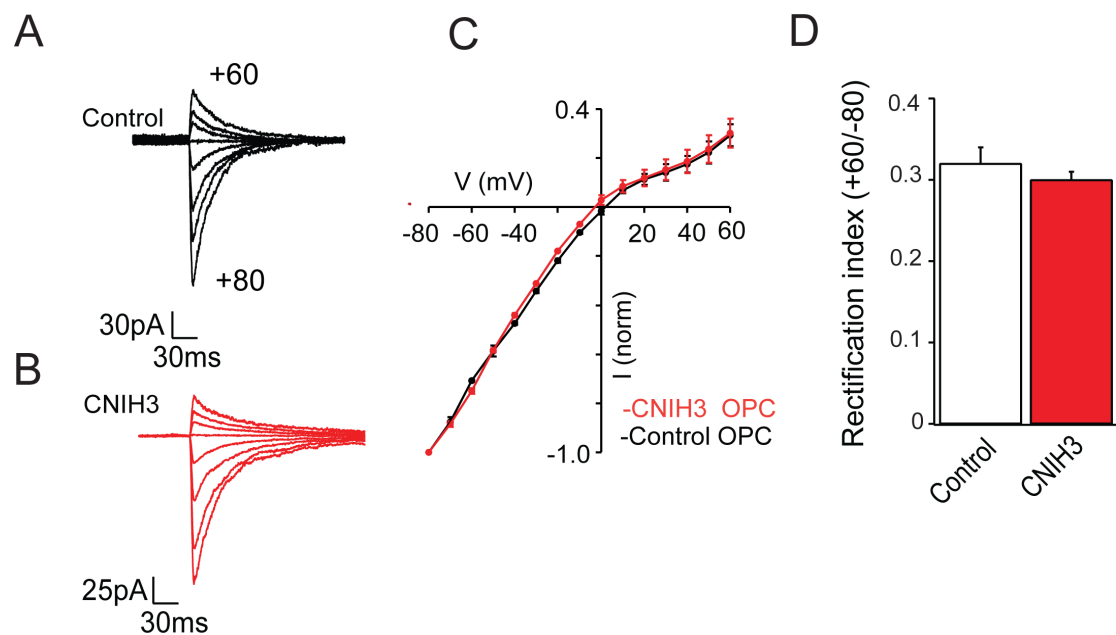 A
Control
+60
+80
30pA
30ms
B
CNIH3
25pA
30ms
C
0.4
V (mV)
-80
-60
-40
20
40
60
I (norm)
-CNIH3 OPC
-Control OPC
-1.0
D
Rectification index (+60/-80)
0.4
0.3
0.2
0.1
0
Control
CNIH3